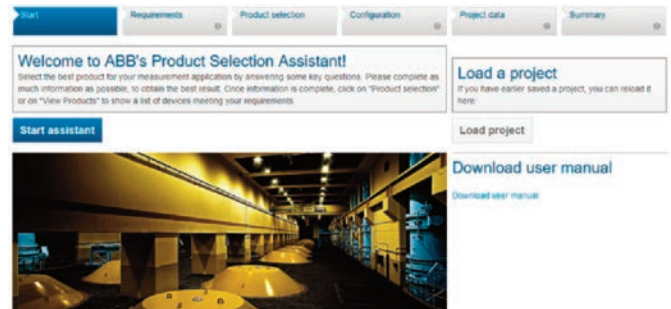 Start
Requirements
Product selection
Configuration
Project data
Summary
Welcome to ABB's Product Selection Assistant!
Select the best product for your measurement application by answering some key questions. Please complete as
much information as possible, to obtain the best result. Once information is complete, click on "Product selection"
or on "View Products" to show a list of devices meeting your requirements.
Start assistant
Load a project
If you have earlier saved a project, you can reload it
here:
Load project
Download user manual
Download user manual